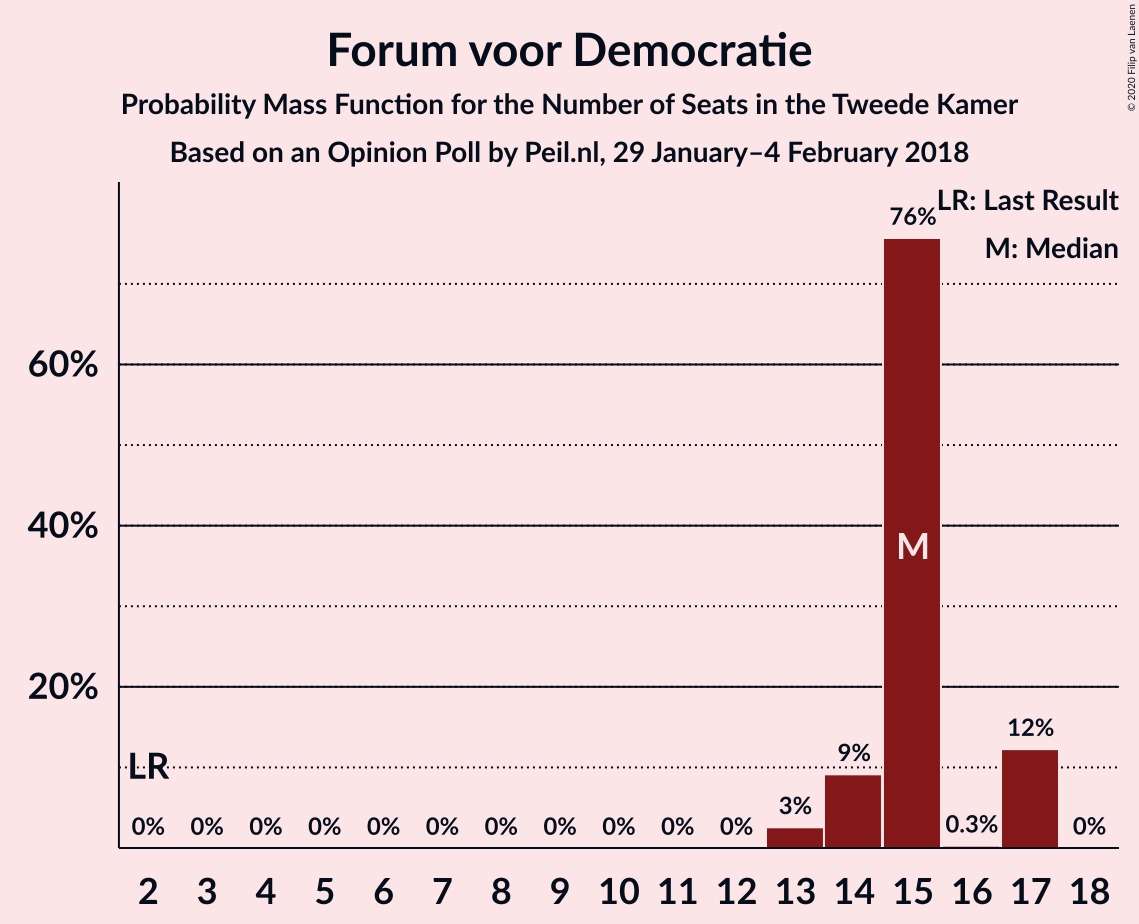 Forum voor Democratie
Probability Mass Function for the Number of Seats in the Tweede Kamer
Based on an Opinion Poll by Peil.nl, 29 January–4 February 2018
© 2020 Filip van Laenen
LR: Last Result
M: Median
76%
60%
40%
M
20%
12%
9%
LR
3%
0% 0% 0% 0% 0% 0% 0% 0% 0% 0% 0% 0.3% 0%
2 3 4 5 6 7 8 9 10 11 12 13 14 15 16 17 18